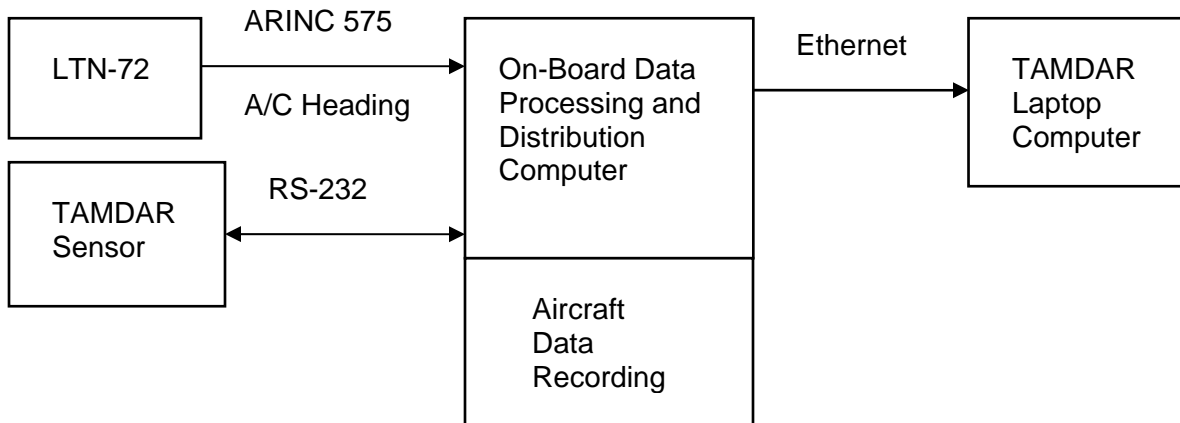 ARINC 575
LTN-72
A/C Heading
TAMDAR
Sensor
RS-232
On-Board Data
Processing and
Distribution
Computer
Aircraft
Data
Recording
Ethernet
TAMDAR
Laptop
Computer